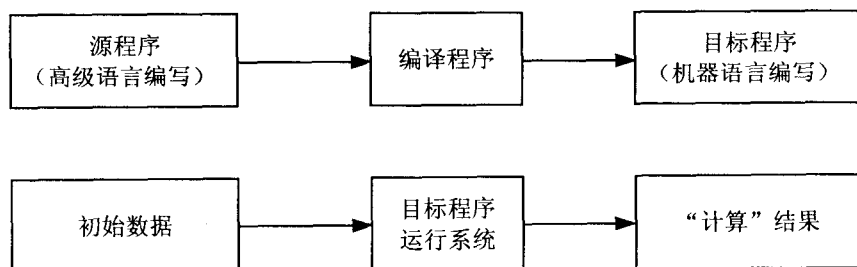 源程序
（高级语言编写）
编译程序
目标程序
（机器语言编写）
初始数据
目标程序
运行系统
“计算”结果